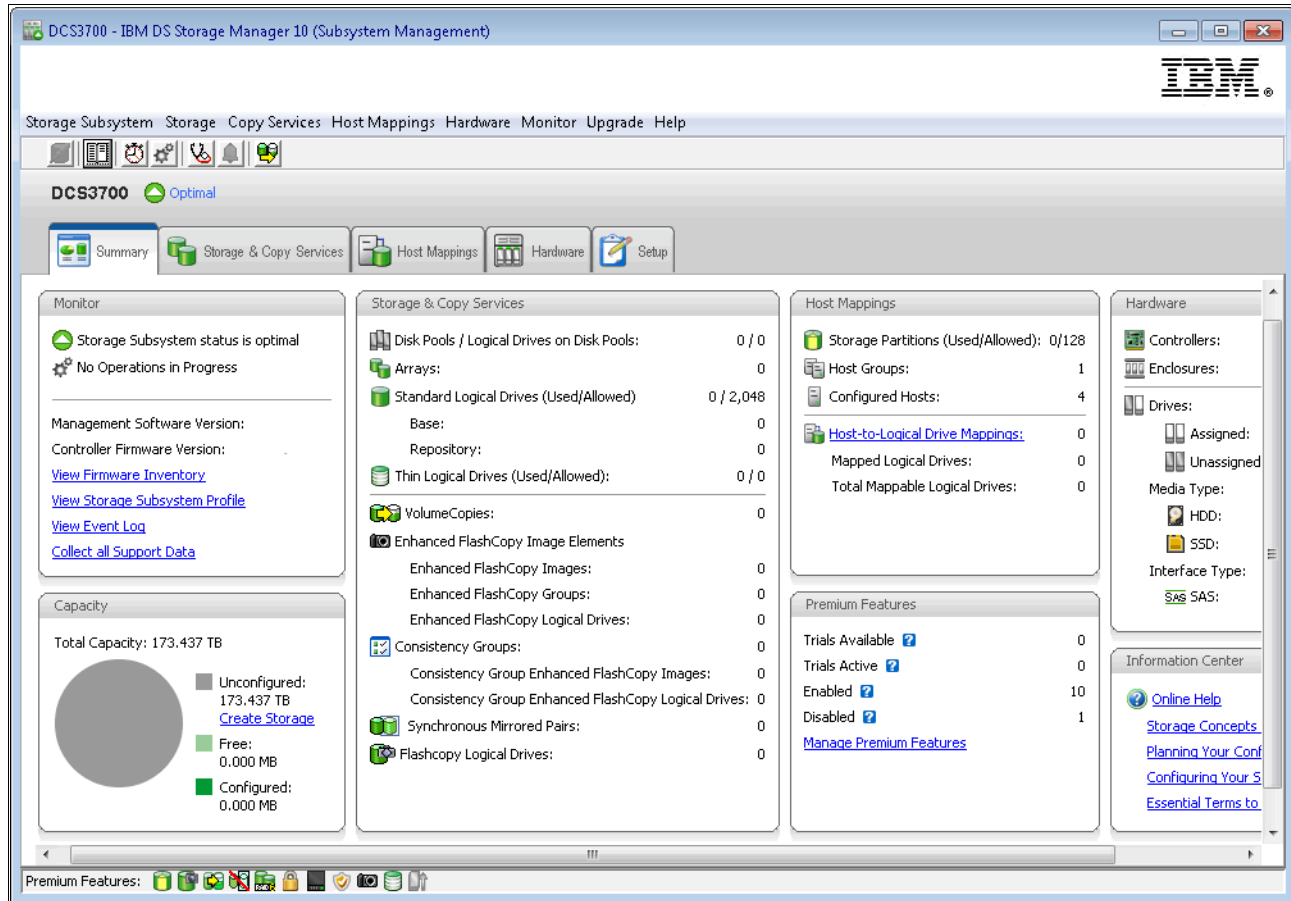 DCS3700 - IBM DS Storage Manager 10 (Subsystem Management)
IBM®
Storage Subsystem Storage Copy Services Host Mappings Hardware Monitor Upgrade Help
DCS3700 Optimal
Summary Storage & Copy Services Host Mappings Hardware Setup
Monitor
Storage Subsystem status is optimal
No Operations in Progress
Management Software Version:
Controller Firmware Version:
View Firmware Inventory
View Storage Subsystem Profile
View Event Log
Collect all Support Data
Capacity
Total Capacity: 173.437 TB
Unconfigured:
173.437 TB
Create Storage
Free:
0.000 MB
Configured:
0.000 MB
Storage & Copy Services
Disk Pools / Logical Drives on Disk Pools: 0 / 0
Arrays: 0
Standard Logical Drives (Used/Allowed) 0 / 2,048
Base: 0
Repository: 0
Thin Logical Drives (Used/Allowed): 0 / 0
VolumeCopies: 0
Enhanced FlashCopy Image Elements
Enhanced FlashCopy Images: 0
Enhanced FlashCopy Groups: 0
Enhanced FlashCopy Logical Drives: 0
Consistency Groups: 0
Consistency Group Enhanced FlashCopy Images: 0
Consistency Group Enhanced FlashCopy Logical Drives: 0
Synchronous Mirrored Pairs: 0
Flashcopy Logical Drives: 0
Host Mappings
Storage Partitions (Used/Allowed): 0/128
Host Groups: 1
Configured Hosts: 4
Host-to-Logical Drive Mappings: 0
Mapped Logical Drives: 0
Total Mappable Logical Drives: 0
Premium Features
Trials Available ? 0
Trials Active ? 0
Enabled ? 10
Disabled ? 1
Manage Premium Features
Hardware
Controllers:
Enclosures:
Drives:
Assigned:
Unassigned
Media Type:
HDD:
SSD:
Interface Type:
SAS SAS:
Information Center
? Online Help
Storage Concepts
Planning Your Conf
Configuring Your S
Essential Terms to
Premium Features: